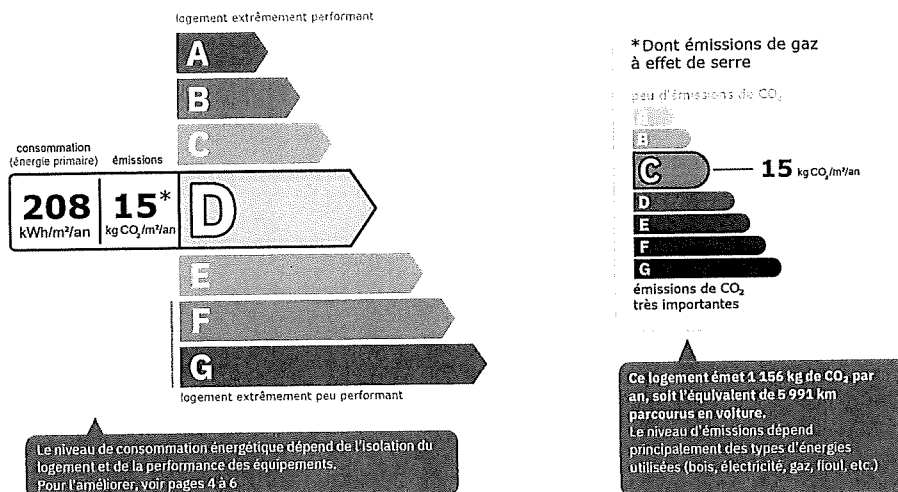 logement extrêmement performant
A
B
C
consommation
(énergie primaire)
émissions
208
kWh/m²/an
15*
kg CO₂/m²/an
D
E
F
G
logement extrêmement peu performant
Le niveau de consommation énergétique dépend de l'isolation du
logement et de la performance des équipements.
Pour l'améliorer, voir pages 4 à 6
*Dont émissions de gaz
à effet de serre
peu d'émissions de CO₂
B
C
15 kg CO₂/m²/an
D
E
F
G
émissions de CO₂
très importantes
Ce logement émet 1 156 kg de CO₂ par
an, soit l'équivalent de 5 991 km
parcourus en voiture.
Le niveau d'émissions dépend
principalement des types d'énergies
utilisées (bois, électricité, gaz, fioul, etc.)